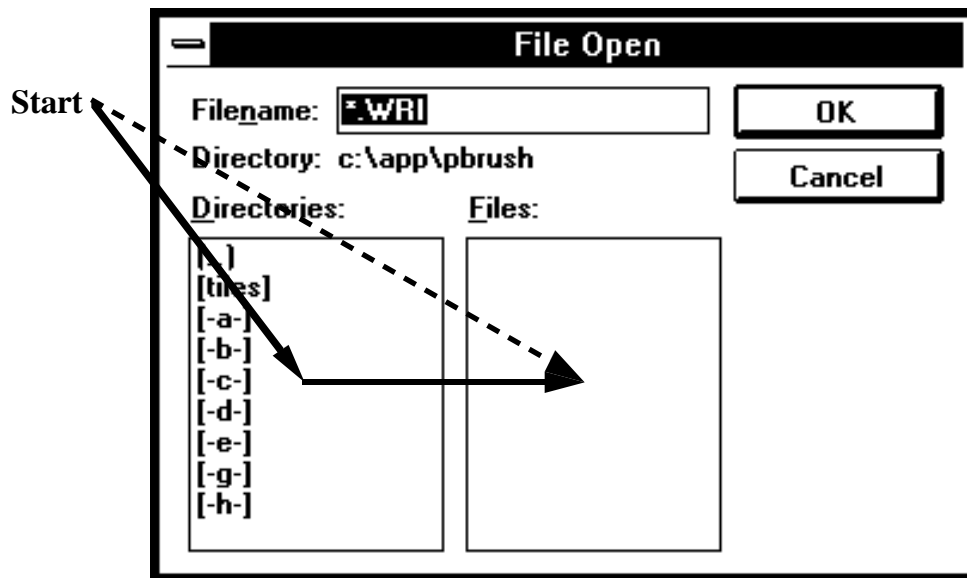 File Open
Start
Filename: *.WRI
OK
Directory: c:\app\pbrush
Cancel
Directories:
Files:
[tiles]
[-a-]
[-b-]
[-c-]
[-d-]
[-e-]
[-g-]
[-h-]